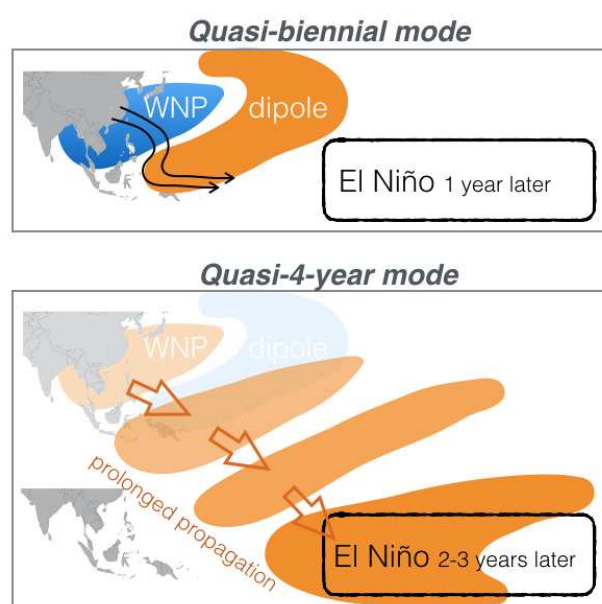 Quasi-biennial mode
WNP dipole
El Niño 1 year later
Quasi-4-year mode
WNP dipole
prolonged propagation
El Niño 2-3 years later